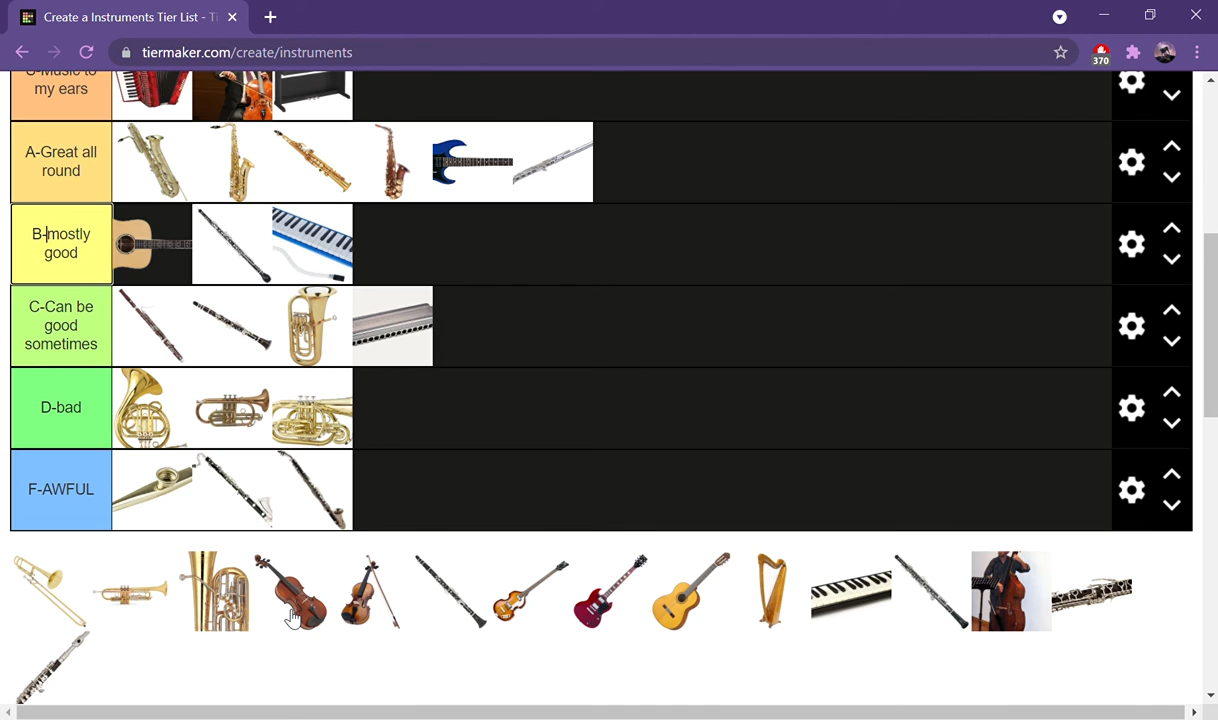 Create a Instruments Tier List - Ti
tiermaker.com/create/instruments
370
S-Music to
my ears
A-Great all
round
B-mostly
good
C-Can be
good
sometimes
D-bad
F-AWFUL